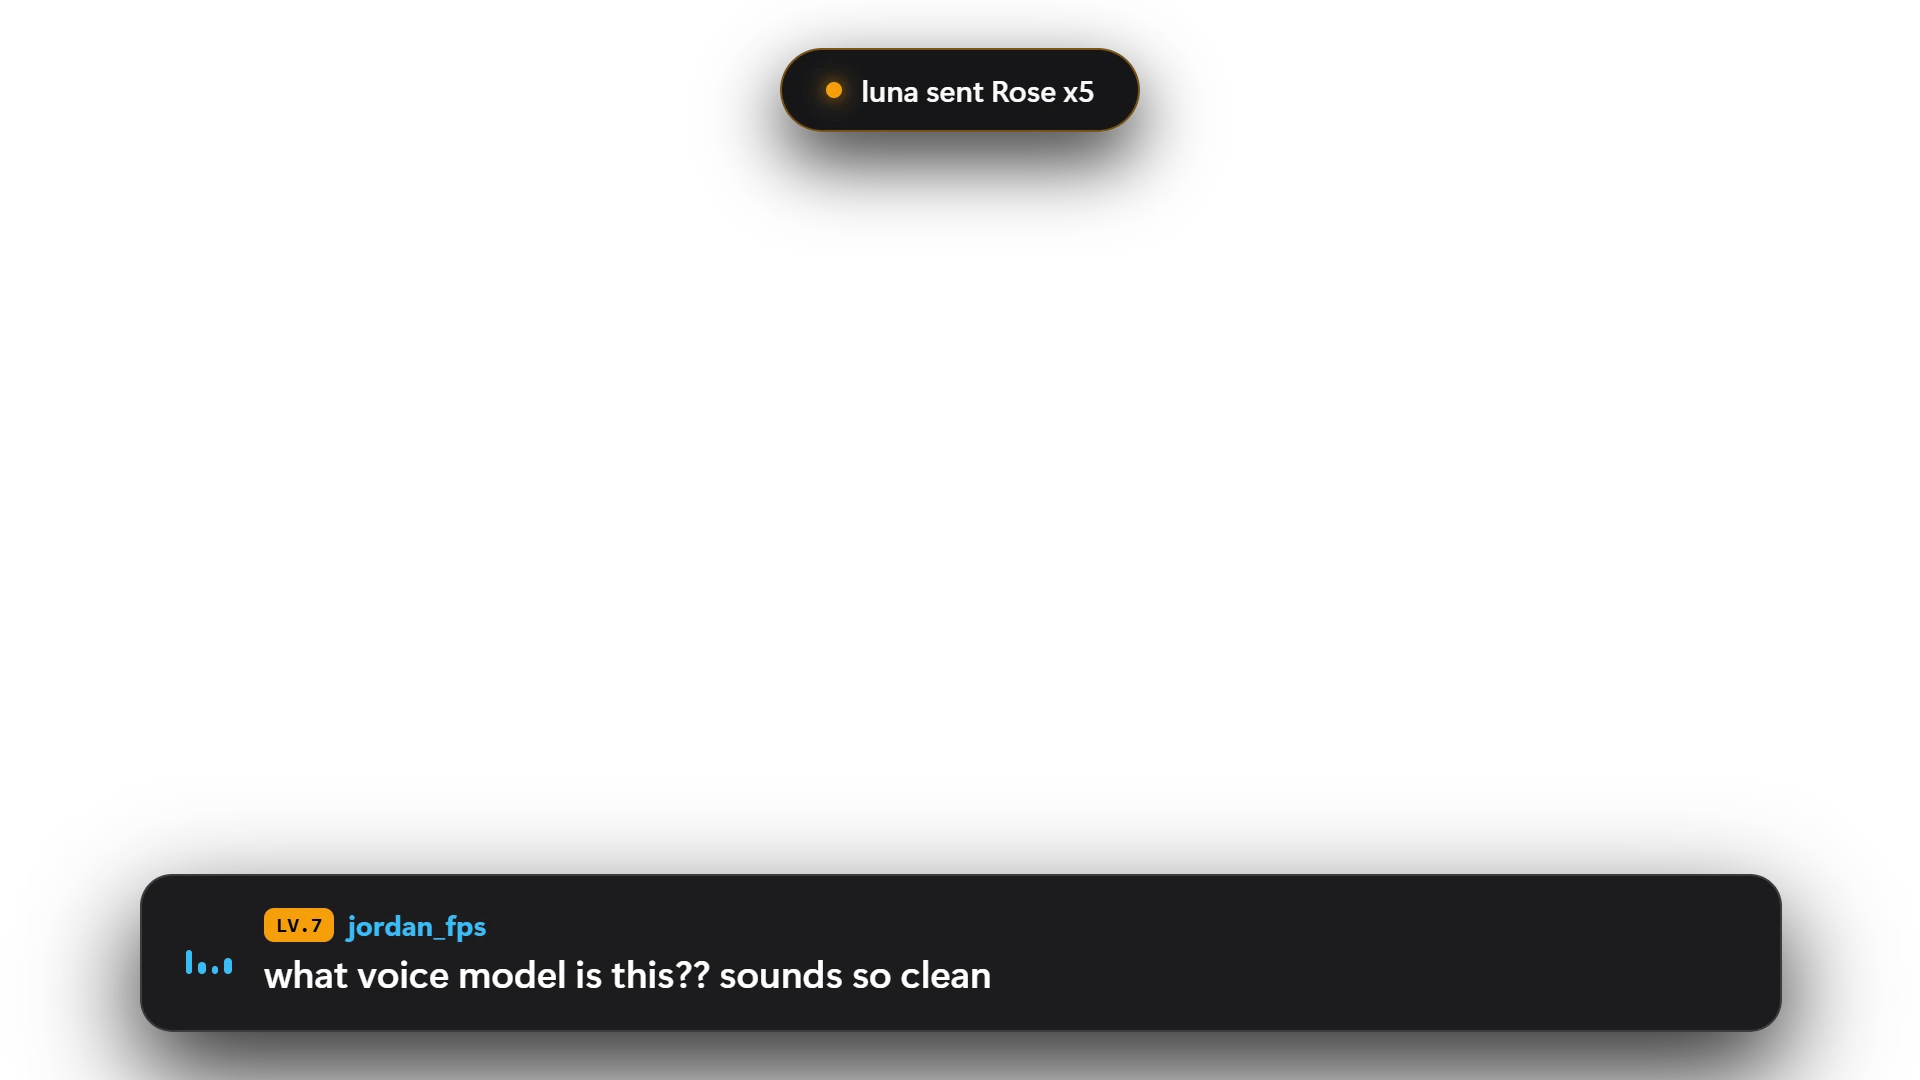 luna sent Rose x5
LV.7 jordan_fps
what voice model is this?? sounds so clean